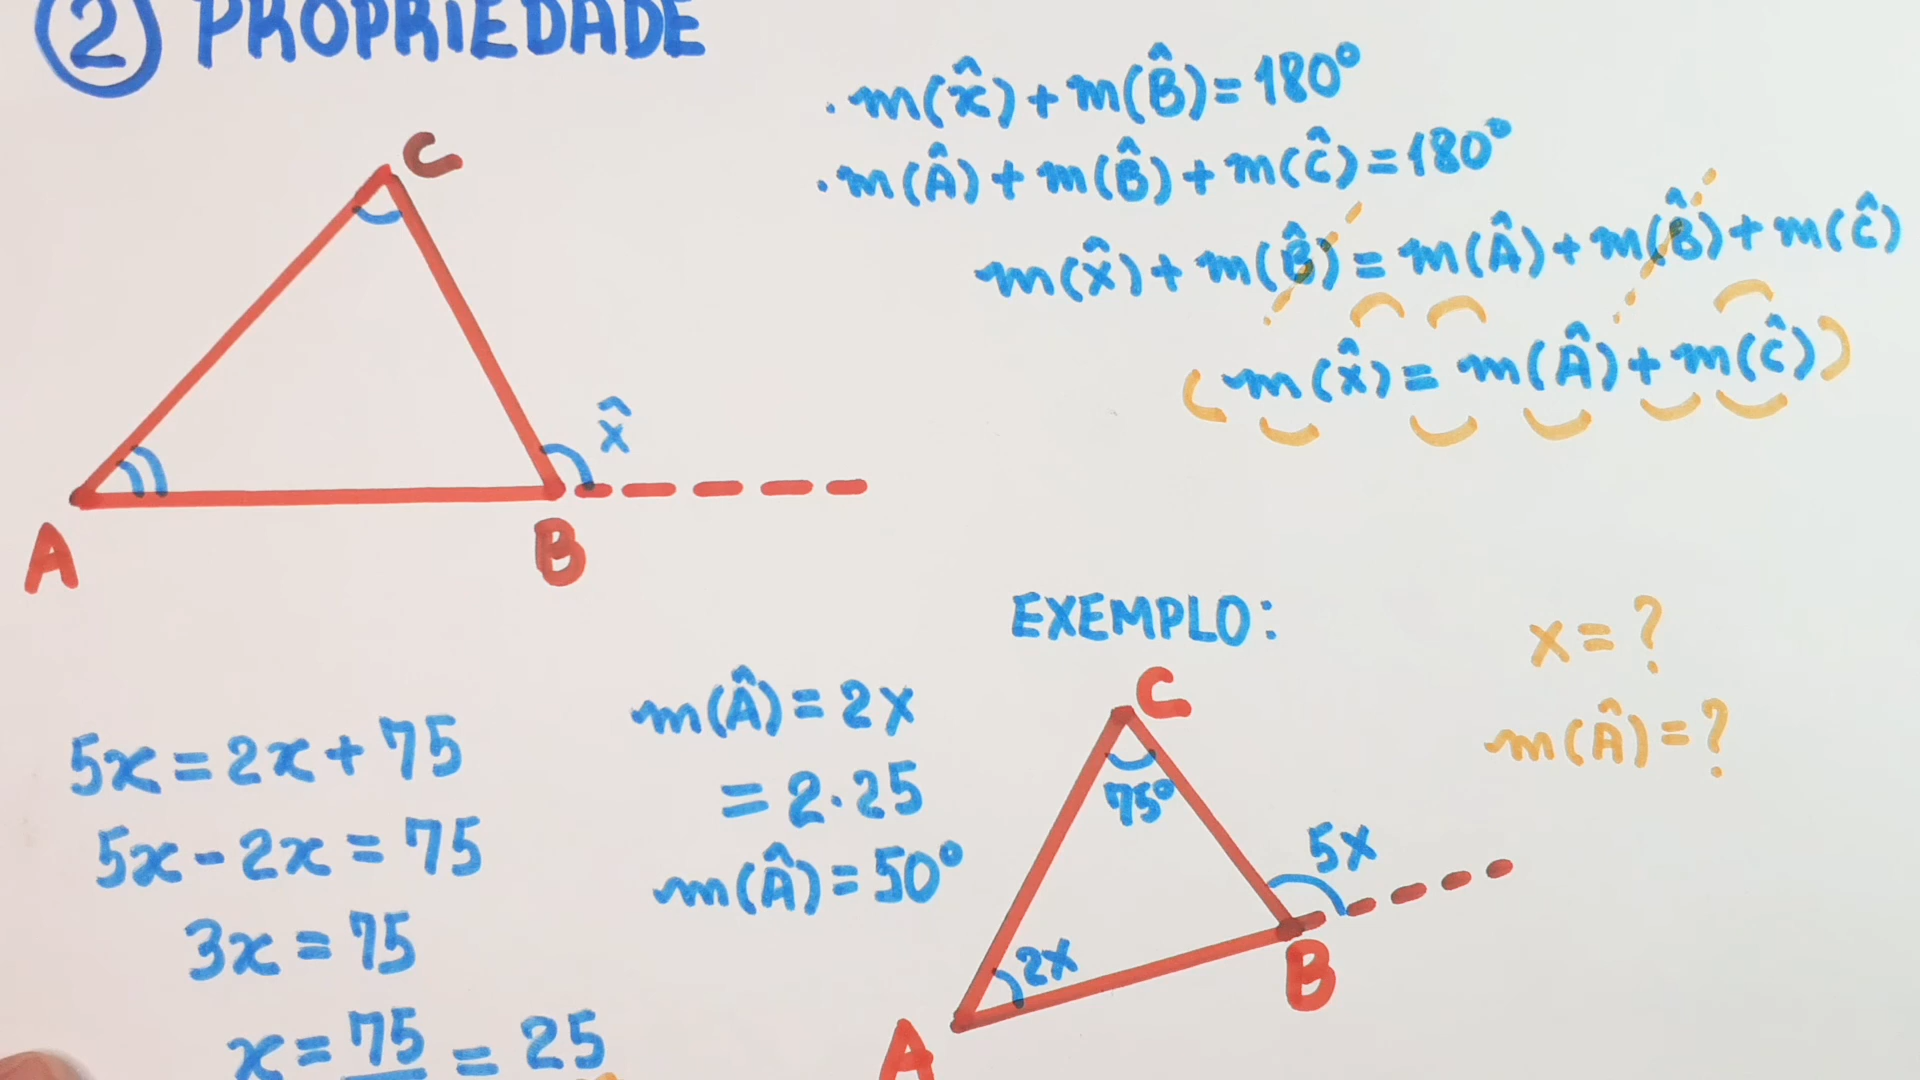 2 PROPRIEDADE
. m(x̂) + m(B̂) = 180°
. m(Â) + m(B̂) + m(Ĉ) = 180°
m(x̂) + m(B̂) = m(Â) + m(B̂) + m(Ĉ)
(m(x̂) = m(Â) + m(Ĉ))
C
x̂
A
B
EXEMPLO:
x = ?
m(Â) = ?
5x = 2x + 75
5x - 2x = 75
3x = 75
x = 75 = 25
m(Â) = 2x
= 2.25
m(Â) = 50°
C
75°
5x
2x
B
A